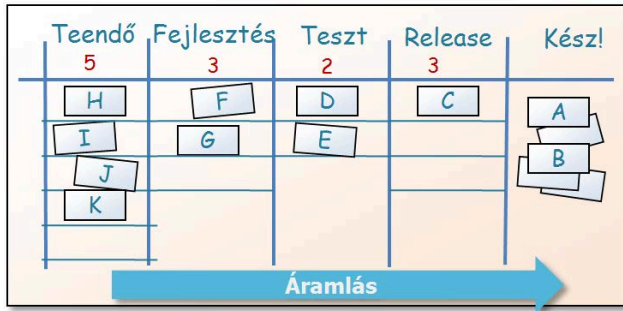 Teendő Fejlesztés Teszt Release Kész!
5 3 2 3
H F D C A
I G E
J B
K
Áramlás